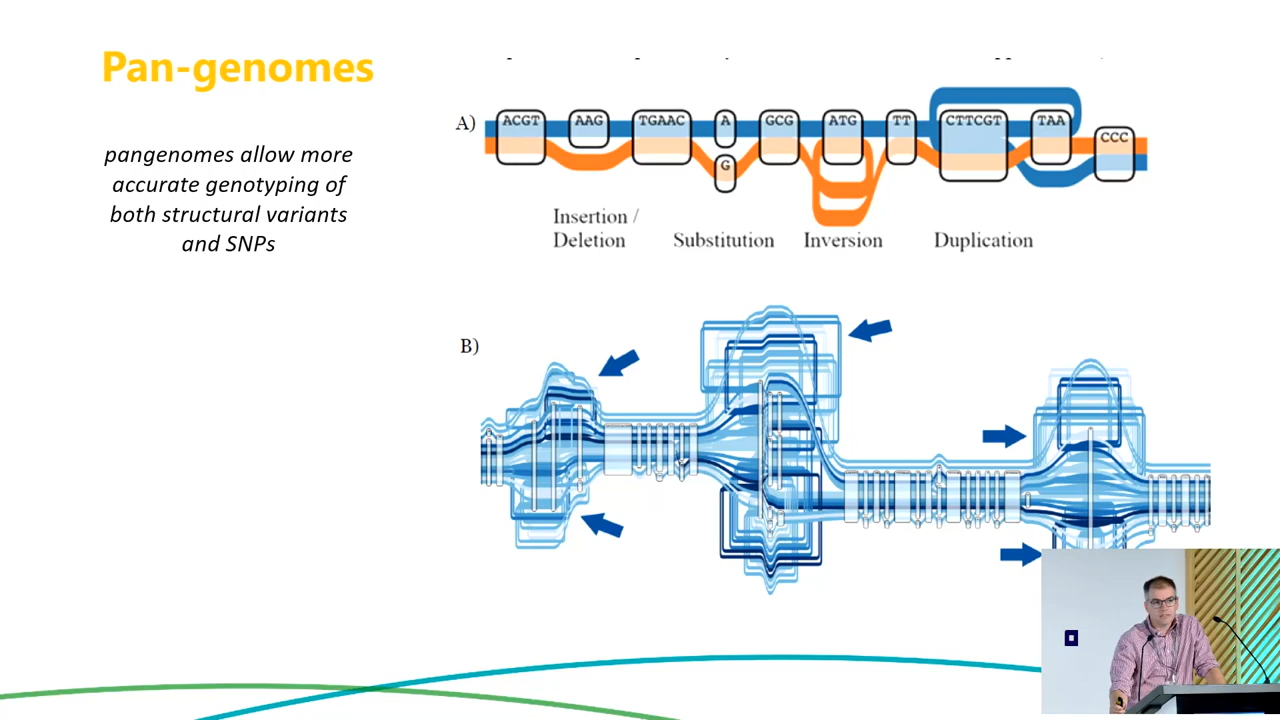 Pan-genomes
pangenomes allow more
accurate genotyping of
both structural variants
and SNPs
A)
ACGT AAG TGAAC A GCG ATG TT CTTCGT TAA
CCC
G
Insertion /
Deletion Substitution Inversion Duplication
B)